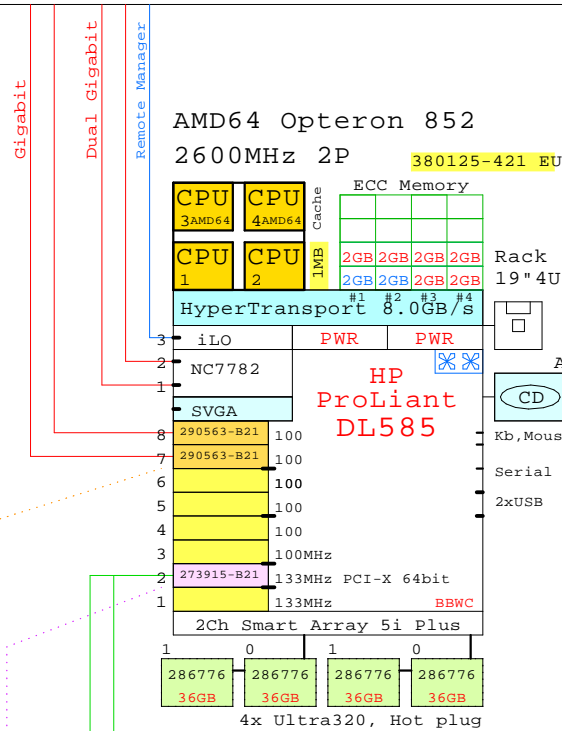 Gigabit
Dual Gigabit
Remote Manager
AMD64 Opteron 852
2600MHz 2P
380125-421 EU
ECC Memory
CPU CPU
3AMD64 4AMD64
Cache
CPU CPU
1 2
1MB
2GB 2GB 2GB 2GB
2GB 2GB 2GB 2GB
#1 #2 #3 #4
Rack
19"4U
HyperTransport 8.0GB/s
3 iLO PWR PWR
2 NC7782
1
A
CD
HP
ProLiant
DL585
SVGA
8 290563-B21 100
Kb,Mous
7 290563-B21 100
6 100
Serial
5 100
2xUSB
4 100
3 100MHz
2 273915-B21 133MHz PCI-X 64bit
1 133MHz BBWC
2Ch Smart Array 5i Plus
1 0 1 0
286776 286776 286776 286776
36GB 36GB 36GB 36GB
4x Ultra320, Hot plug